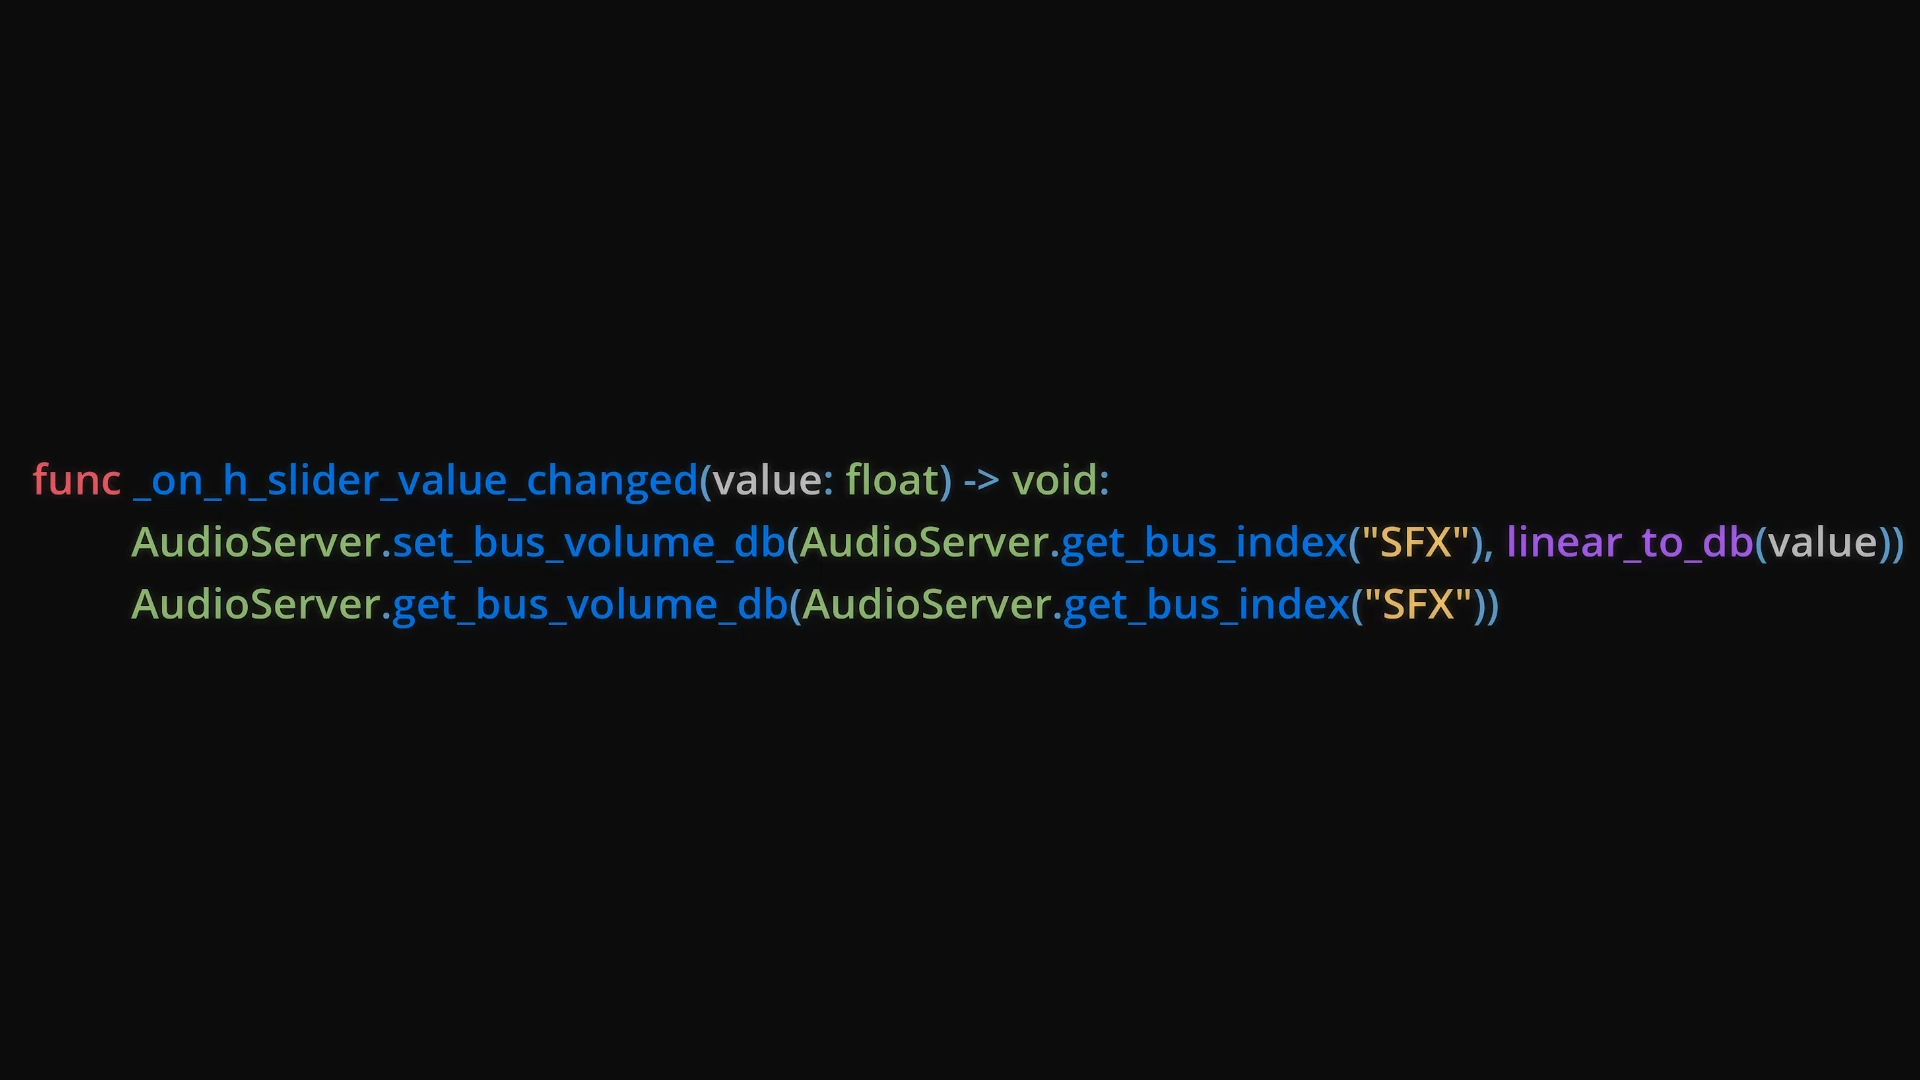 func _on_h_slider_value_changed(value: float) -> void:
AudioServer.set_bus_volume_db(AudioServer.get_bus_index("SFX"), linear_to_db(value))
AudioServer.get_bus_volume_db(AudioServer.get_bus_index("SFX"))